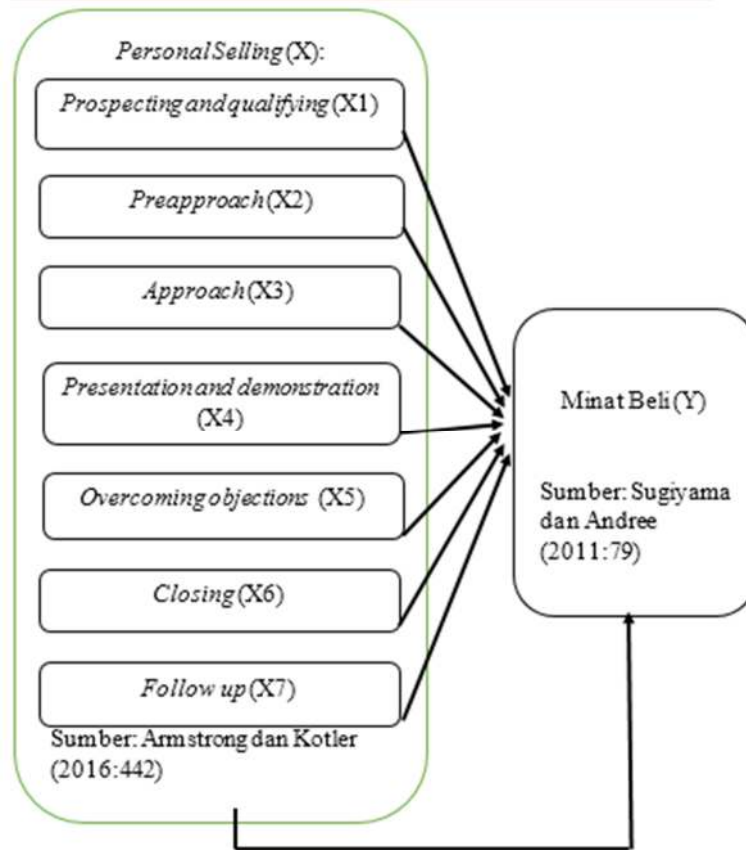 Personal Selling (X):
Prospecting and qualifying (X1)
Preapproach (X2)
Approach (X3)
Presentation and demonstration
(X4)
Overcoming objections (X5)
Closing (X6)
Follow up (X7)
Sumber: Armstrong dan Kotler
(2016:442)
Minat Beli (Y)
Sumber: Sugiyama
dan Andree
(2011:79)